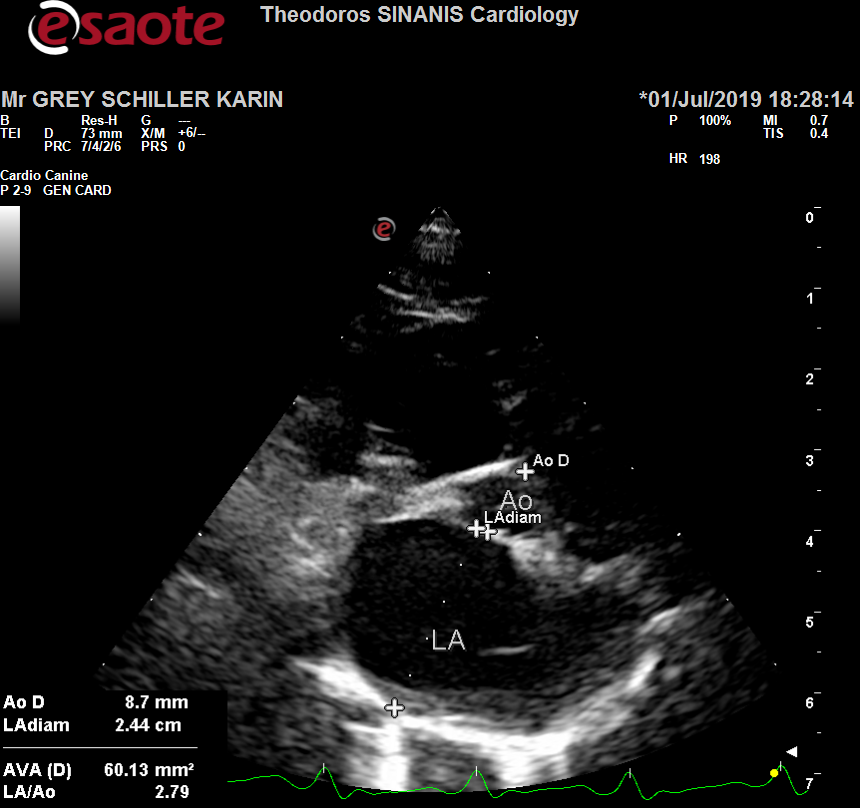 esaote
Theodoros SINANIS Cardiology
Mr GREY SCHILLER KARIN
*01/Jul/2019 18:28:14
B Res-H G ---
TEI D 73 mm X/M +6/--
PRC 7/4/2/6 PRS 0
P 100% MI 0.7
TIS 0.4
HR 198
Cardio Canine
P 2-9 GEN CARD
e
0
1
2
3
4
5
6
7
Ao D
Ao
LAdiam
LA
Ao D 8.7 mm
LAdiam 2.44 cm
AVA (D) 60.13 mm²
LA/Ao 2.79